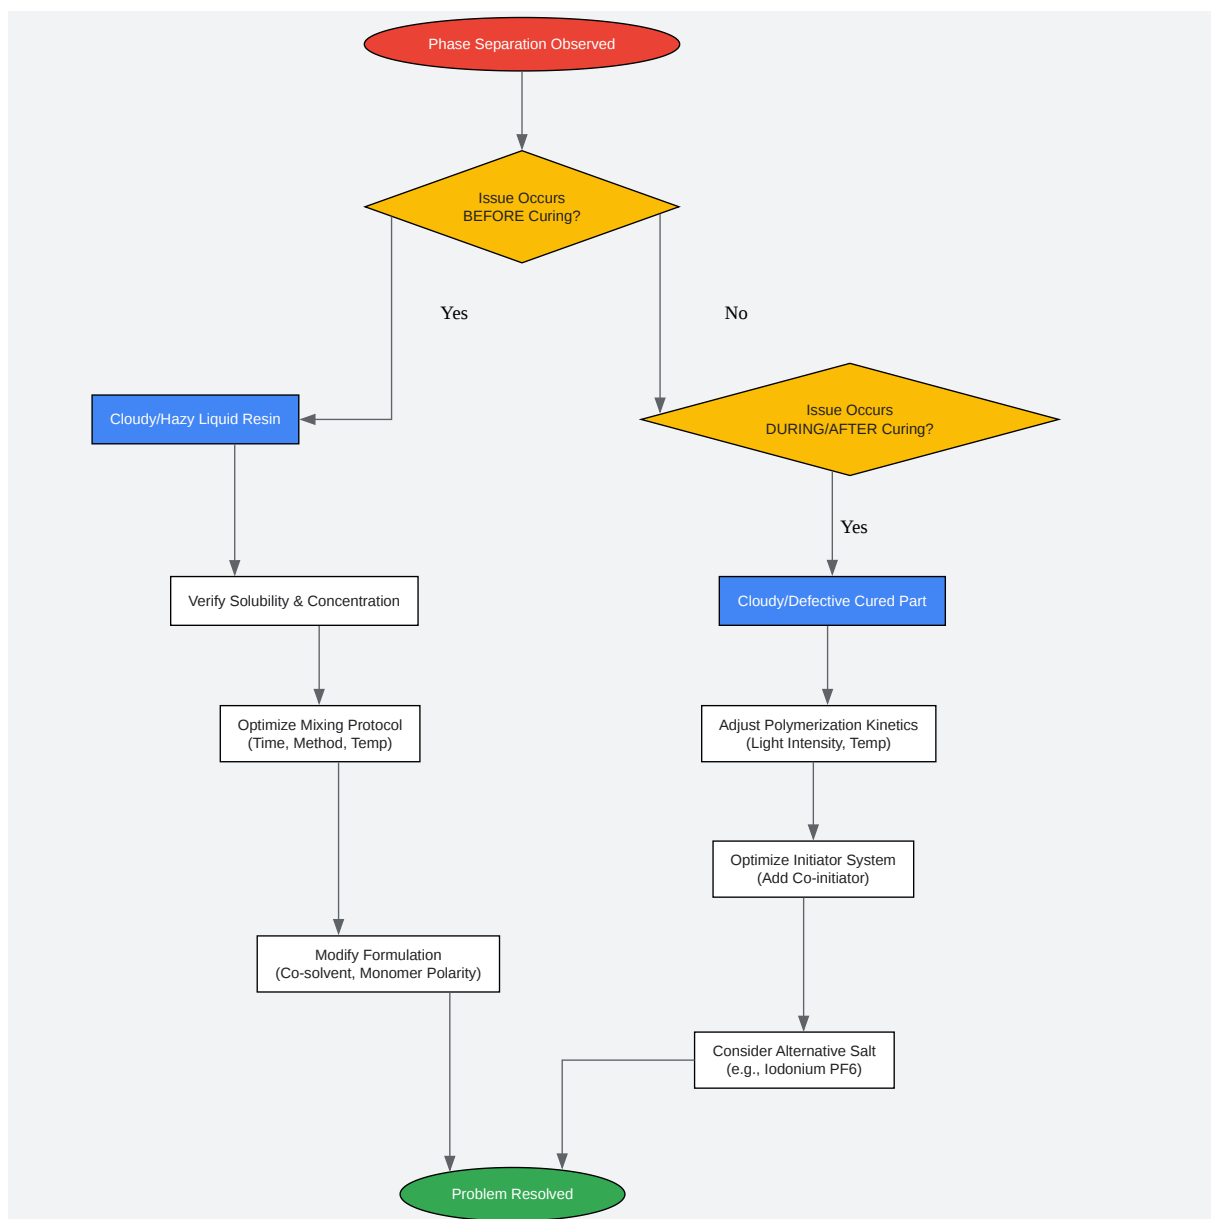 Phase Separation Observed
Issue Occurs
BEFORE Curing?
Yes
No
Cloudy/Hazy Liquid Resin
Issue Occurs
DURING/AFTER Curing?
Yes
Verify Solubility & Concentration
Cloudy/Defective Cured Part
Optimize Mixing Protocol
(Time, Method, Temp)
Adjust Polymerization Kinetics
(Light Intensity, Temp)
Optimize Initiator System
(Add Co-initiator)
Modify Formulation
(Co-solvent, Monomer Polarity)
Consider Alternative Salt
(e.g., Iodonium PF6)
Problem Resolved